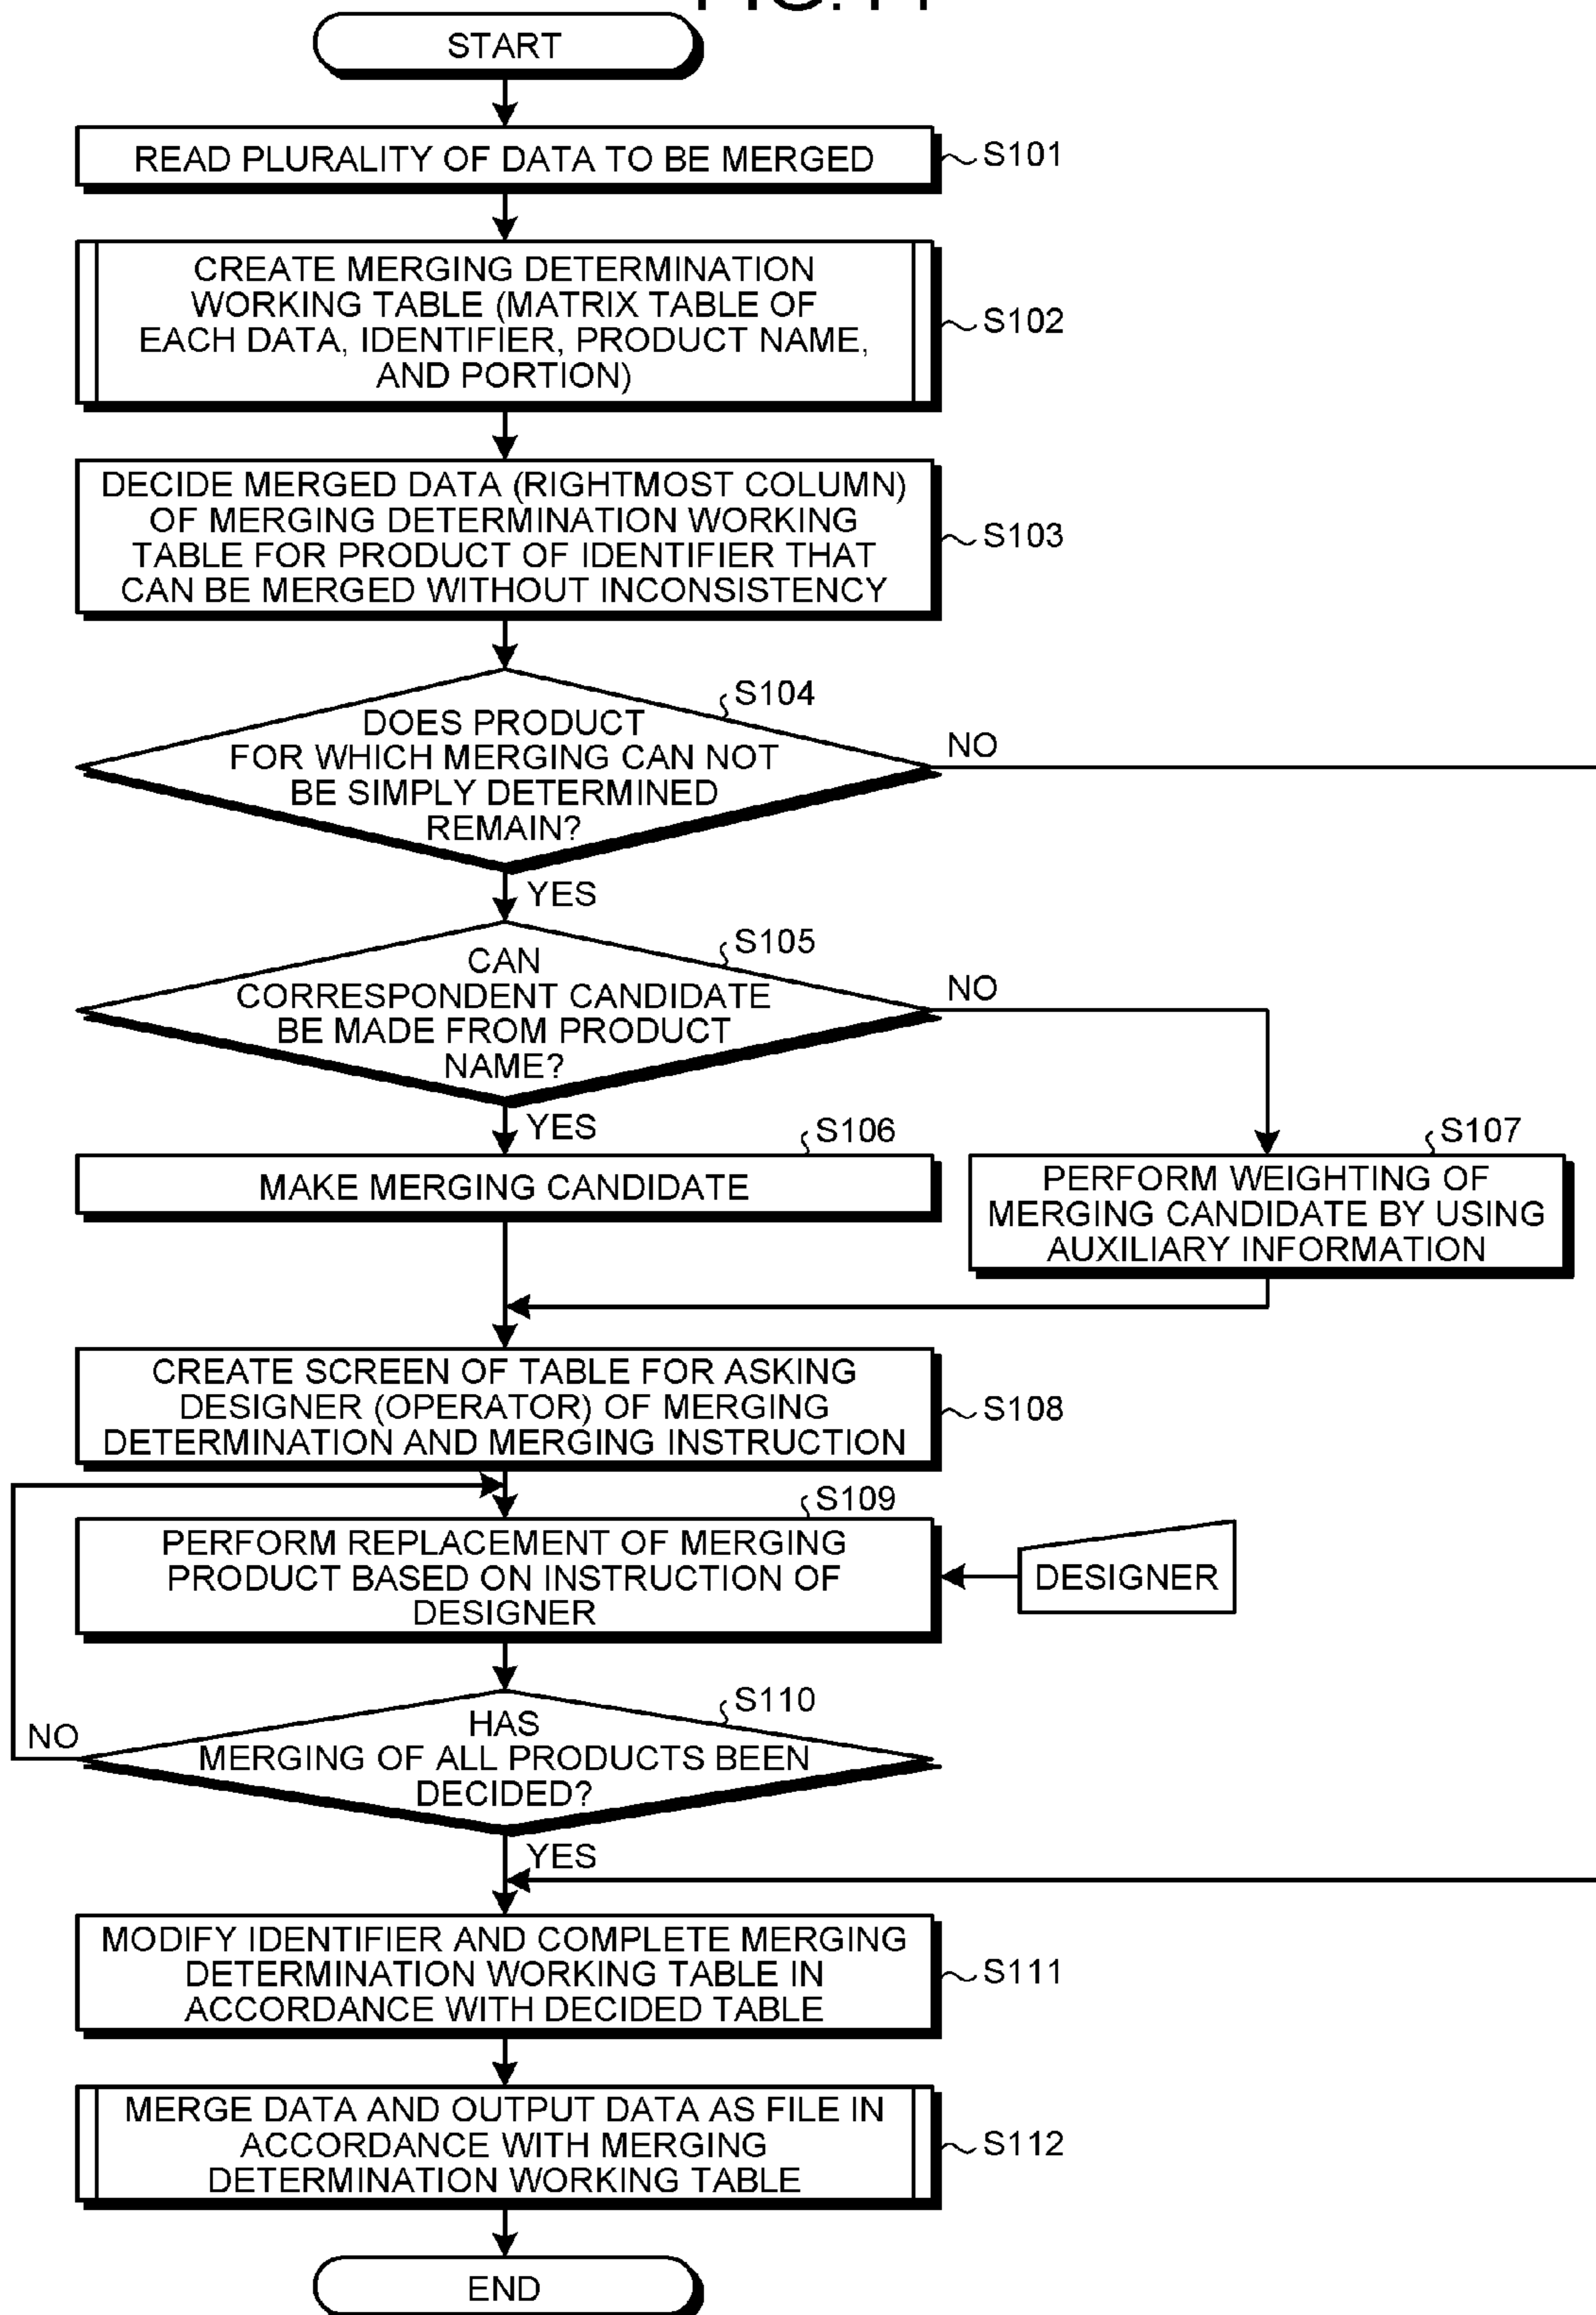 START
READ PLURALITY OF DATA TO BE MERGED
S101
CREATE MERGING DETERMINATION
WORKING TABLE (MATRIX TABLE OF
EACH DATA, IDENTIFIER, PRODUCT NAME,
AND PORTION)
S102
DECIDE MERGED DATA (RIGHTMOST COLUMN)
OF MERGING DETERMINATION WORKING
TABLE FOR PRODUCT OF IDENTIFIER THAT
CAN BE MERGED WITHOUT INCONSISTENCY
S103
S104
DOES PRODUCT
FOR WHICH MERGING CAN NOT
BE SIMPLY DETERMINED
REMAIN?
NO
YES
S105
CAN
CORRESPONDENT CANDIDATE
BE MADE FROM PRODUCT
NAME?
NO
YES
S106
MAKE MERGING CANDIDATE
S107
PERFORM WEIGHTING OF
MERGING CANDIDATE BY USING
AUXILIARY INFORMATION
CREATE SCREEN OF TABLE FOR ASKING
DESIGNER (OPERATOR) OF MERGING
DETERMINATION AND MERGING INSTRUCTION
S108
S109
PERFORM REPLACEMENT OF MERGING
PRODUCT BASED ON INSTRUCTION OF
DESIGNER
DESIGNER
S110
HAS
MERGING OF ALL PRODUCTS BEEN
DECIDED?
NO
YES
MODIFY IDENTIFIER AND COMPLETE MERGING
DETERMINATION WORKING TABLE IN
ACCORDANCE WITH DECIDED TABLE
S111
MERGE DATA AND OUTPUT DATA AS FILE IN
ACCORDANCE WITH MERGING
DETERMINATION WORKING TABLE
S112
END